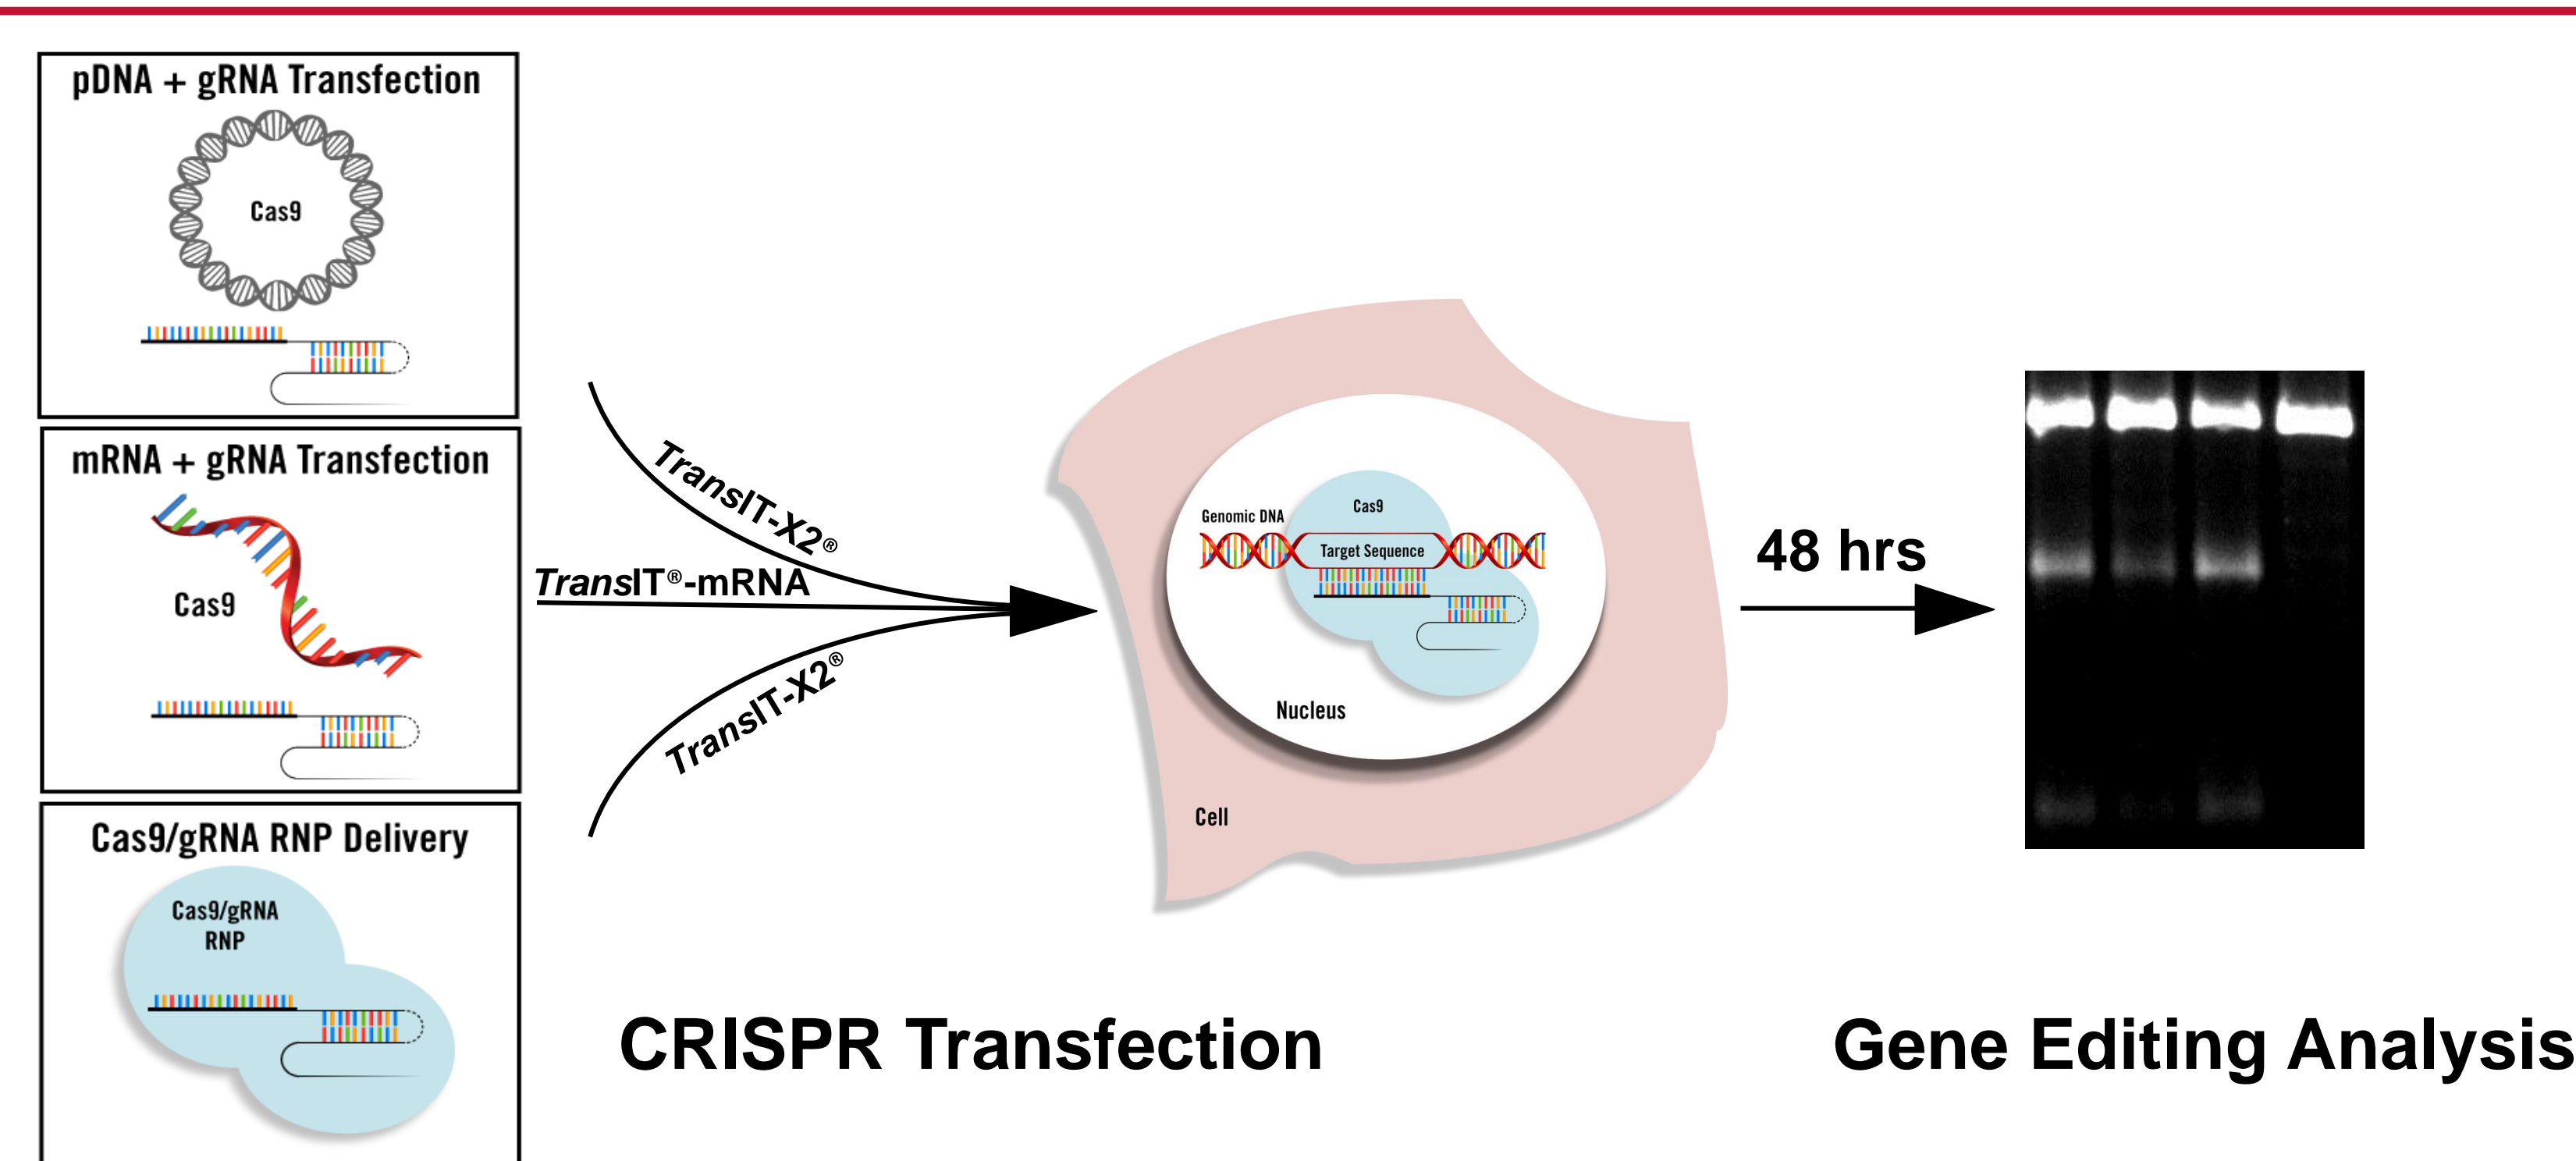 pDNA + gRNA Transfection
Cas9
mRNA + gRNA Transfection
Cas9
Cas9/gRNA RNP Delivery
Cas9/gRNA
RNP
TransIT-X2®
TransIT®-mRNA
TransIT-X2®
Genomic DNA
Cas9
Target Sequence
Nucleus
Cell
48 hrs
CRISPR Transfection
Gene Editing Analysis